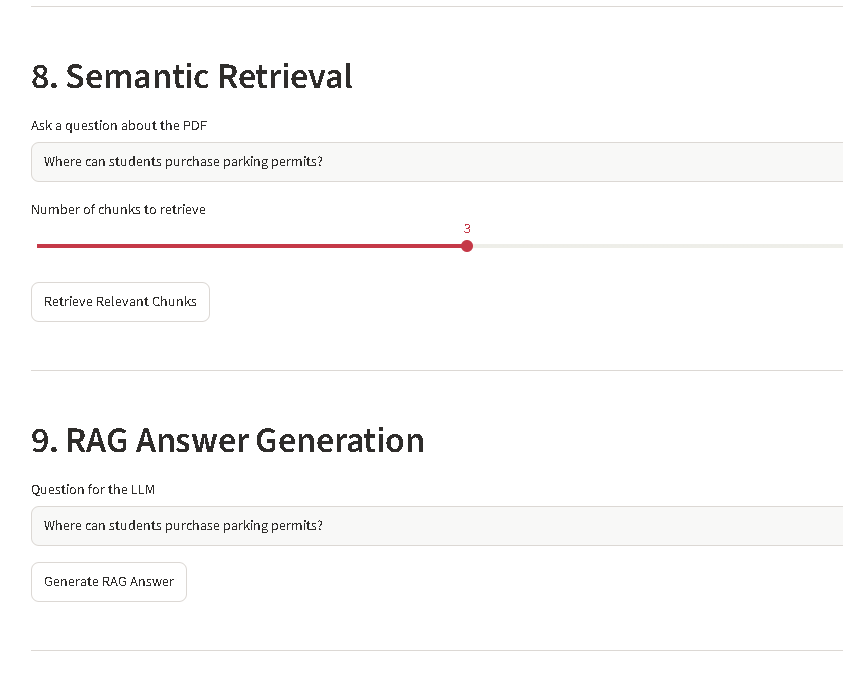 8. Semantic Retrieval
Ask a question about the PDF
Where can students purchase parking permits?
Number of chunks to retrieve
3
Retrieve Relevant Chunks
9. RAG Answer Generation
Question for the LLM
Where can students purchase parking permits?
Generate RAG Answer